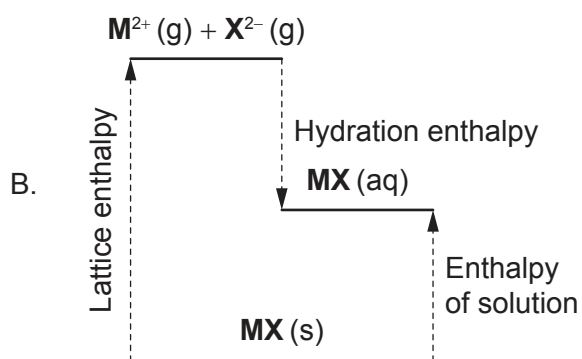 M²⁺ (g) + X²⁻ (g)
Lattice enthalpy
Hydration enthalpy
B.
MX (aq)
Enthalpy
of solution
MX (s)